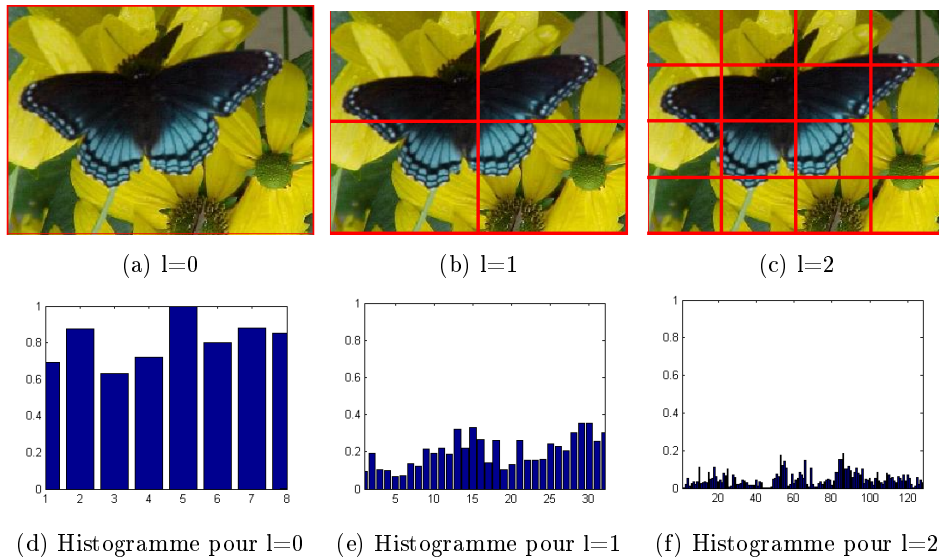 (a) l=0
(b) l=1
(c) l=2
1
0.8
0.6
0.4
0.2
0
1 2 3 4 5 6 7 8
1
0.8
0.6
0.4
0.2
0
5 10 15 20 25 30
1
0.8
0.6
0.4
0.2
0
20 40 60 80 100 120
(d) Histogramme pour l=0
(e) Histogramme pour l=1
(f) Histogramme pour l=2